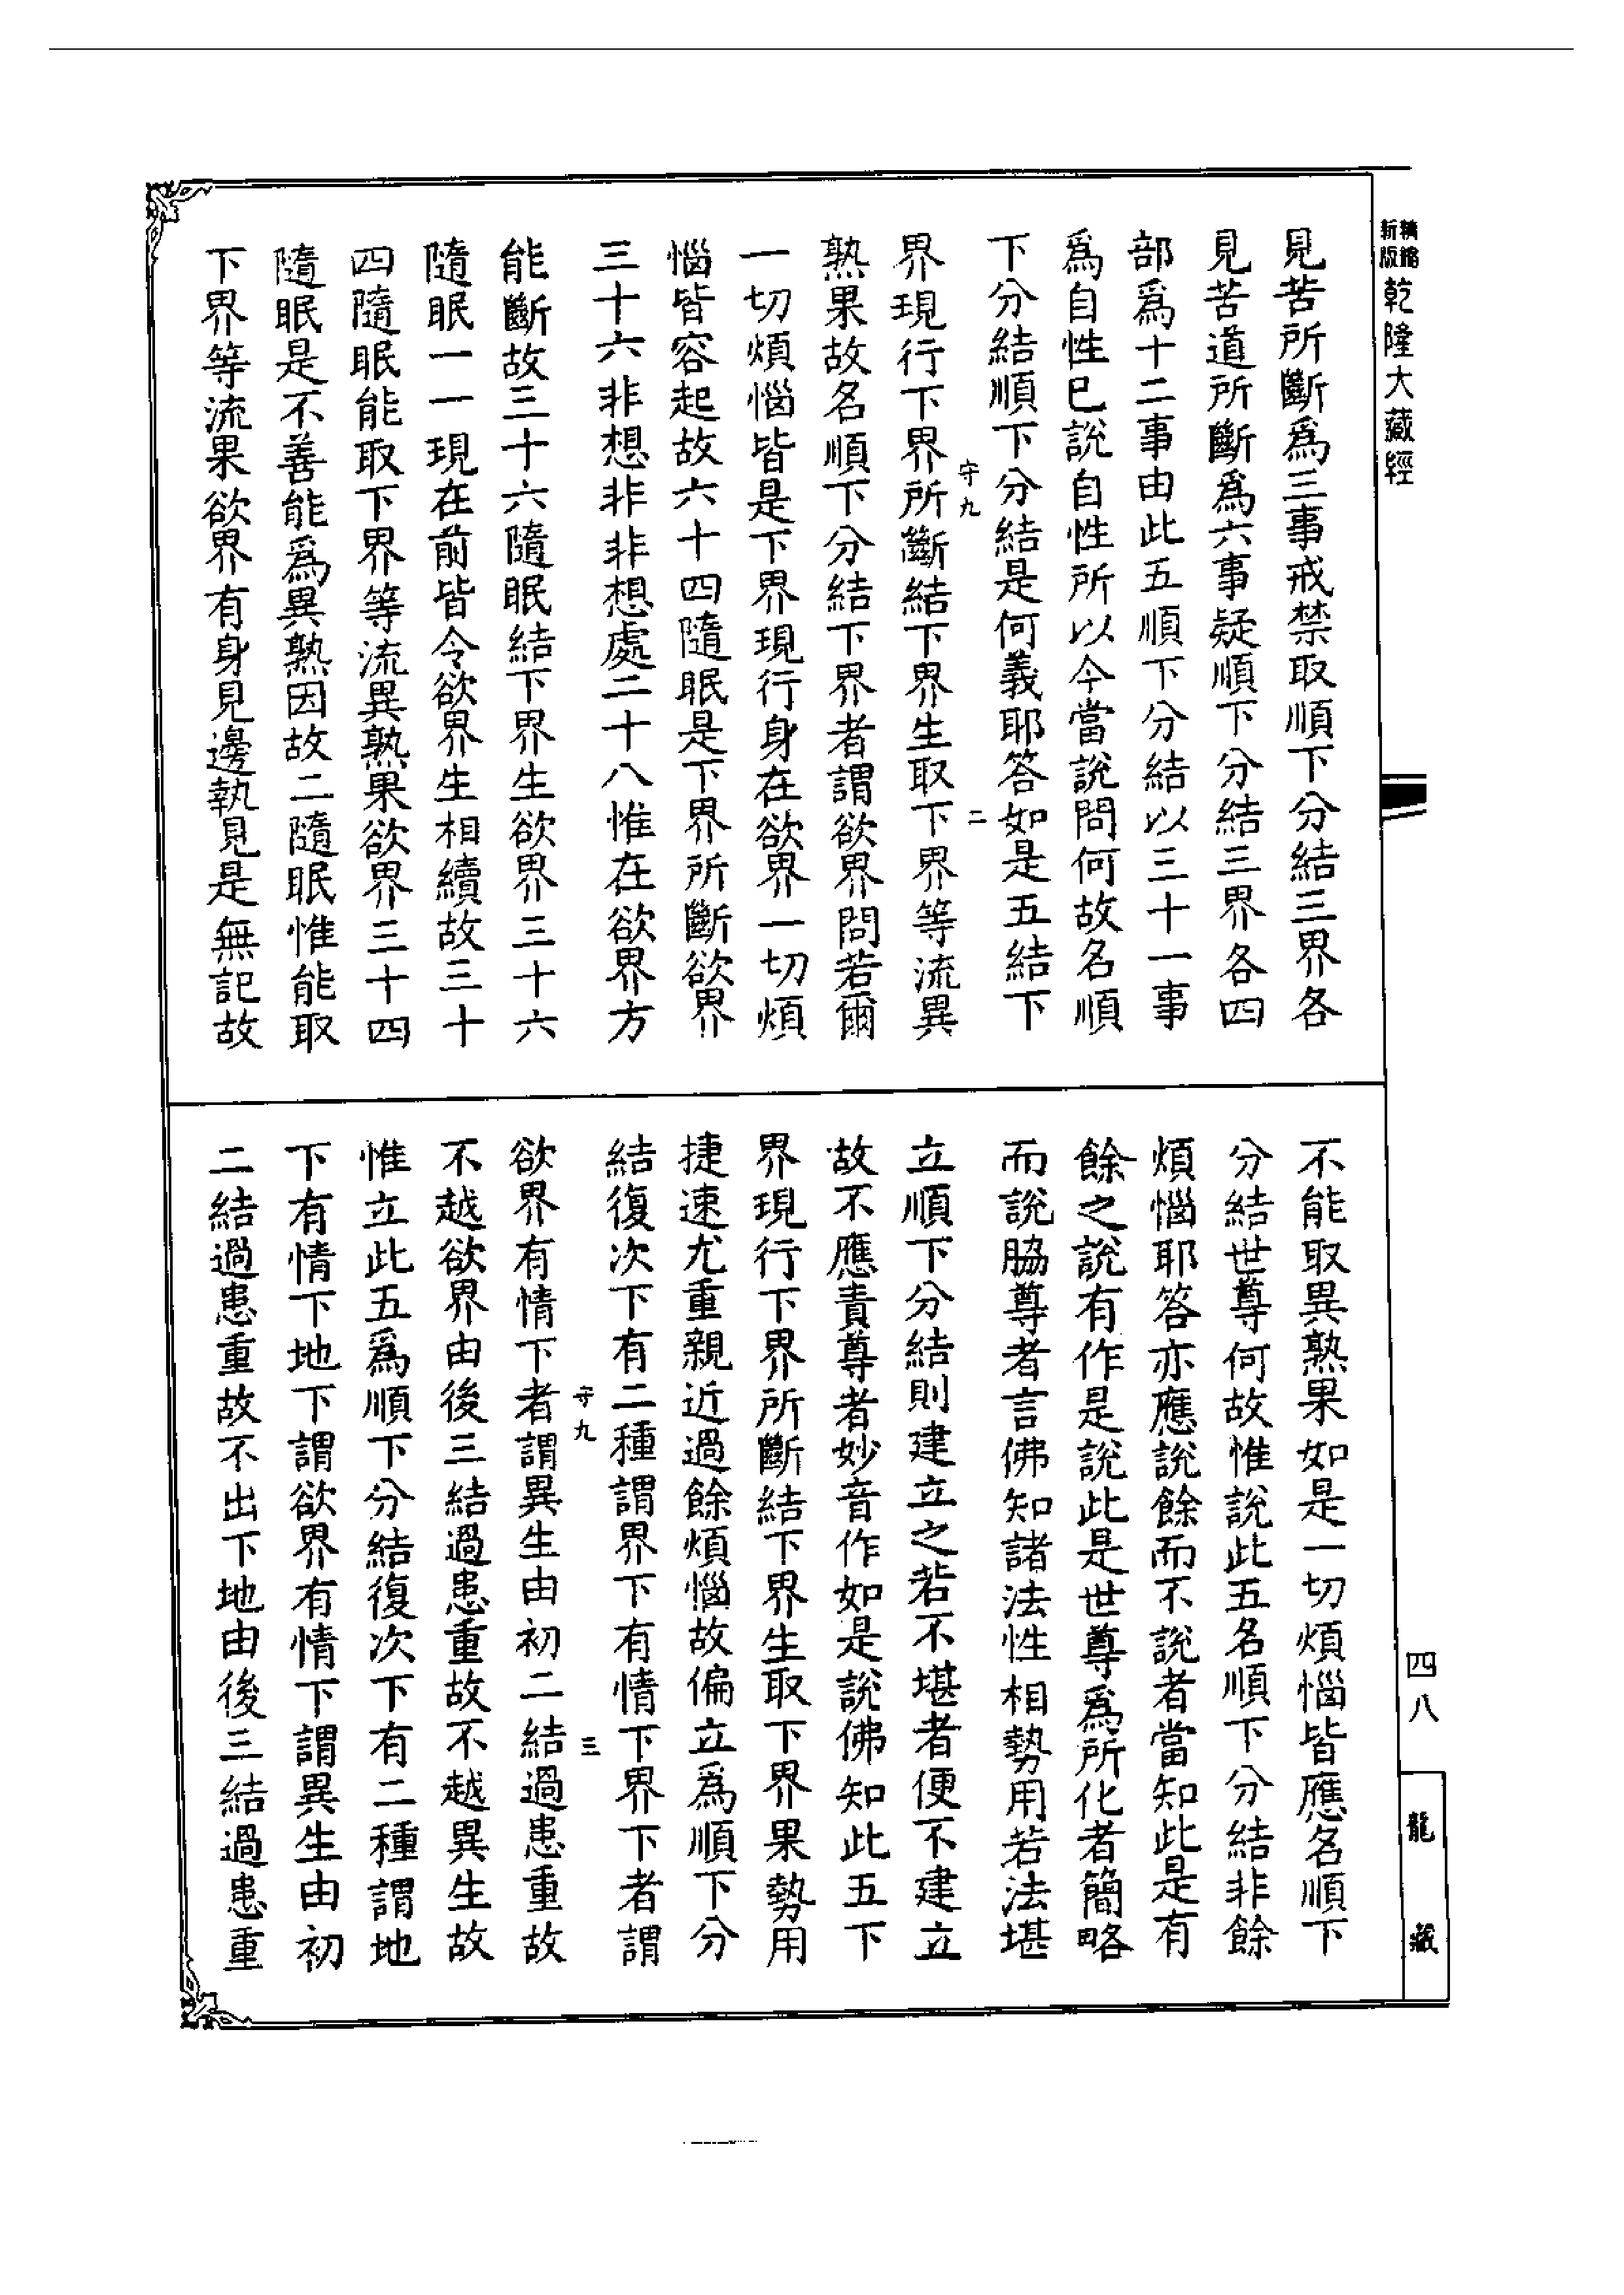 新版
精縮
乾隆大藏經
見苦所斷爲三事戒禁取順下分結三界各
見苦道所斷爲六事疑順下分結三界各四
部爲十二事由此五順下分結以三十一事
爲自性已說自性所以今當說問何故名順
下分結順下分結是何義耶答如是五結下
守九
二
界現行下界所斷結下界生取下界等流異
熟果故名順下分結下界者謂欲界問若爾
一切煩惱皆是下界現行身在欲界一切煩
惱皆容起故六十四隨眠是下界所斷欲界
三十六非想非非想處二十八惟在欲界方
能斷故三十六隨眠結下界生欲界三十六
隨眠一一現在前皆令欲界生相續故三十
四隨眠能取下界等流異熟果欲界三十四
隨眠是不善能爲異熟因故二隨眠惟能取
下界等流果欲界有身見邊執見是無記故
不能取異熟果如是一切煩惱皆應名順下
分結世尊何故惟說此五名順下分結非餘
煩惱耶答亦應說餘而不說者當知此是有
餘之說有作是說此是世尊爲所化者簡略
而說脇尊者言佛知諸法性相勢用若法堪
立順下分結則建立之若不堪者便不建立
故不應責尊者妙音作如是說佛知此五下
界現行下界所斷結下界生取下界果勢用
捷速尤重親近過餘煩惱故偏立爲順下分
結復次下有二種謂界下有情下界下者謂
守九
三
欲界有情下者謂異生由初二結過患重故
不越欲界由後三結過患重故不越異生故
惟立此五爲順下分結復次下有二種謂地
下有情下地下謂欲界有情下謂異生由初
二結過患重故不出下地由後三結過患重
四八
龍藏